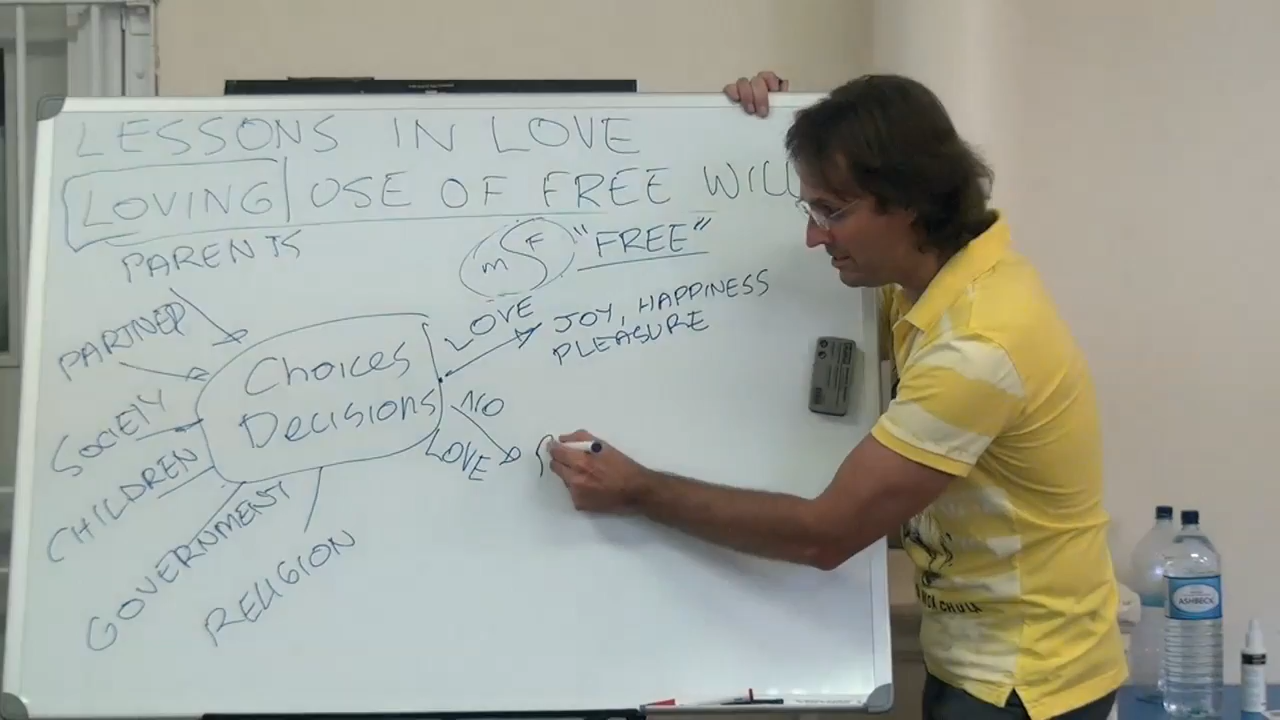 LESSONS IN LOVE
LOVING USE OF FREE WILL
PARENTS
M F "FREE"
PARTNER
LOVE
JOY, HAPPINESS
PLEASURE
Choices
Decisions
NO
LOVE
SOCIETY
CHILDREN
GOVERNMENT
RELIGION
ASHBECK